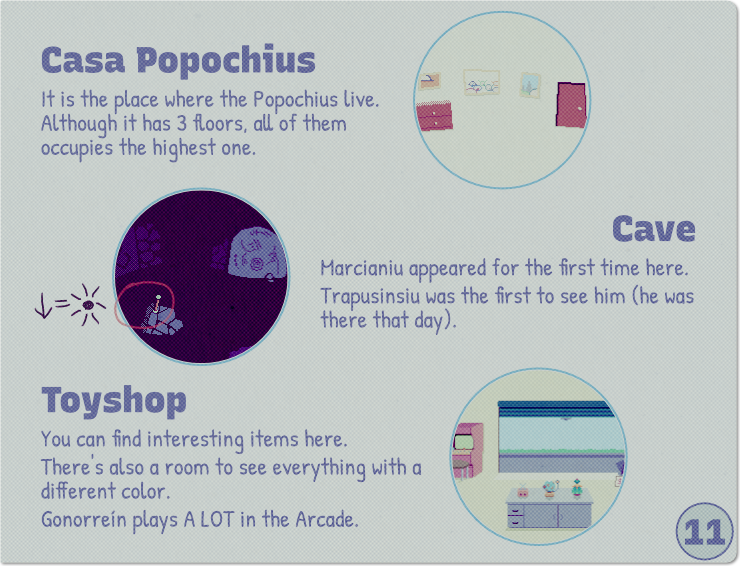 Casa Popochius
It is the place where the Popochius live.
Although it has 3 floors, all of them
occupies the highest one.
Cave
Marcianiu appeared for the first time here.
Trapusinsiu was the first to see him (he was
there that day).
Toyshop
You can find interesting items here.
There's also a room to see everything with a
different color.
Gonorreín plays A LOT in the Arcade.
11